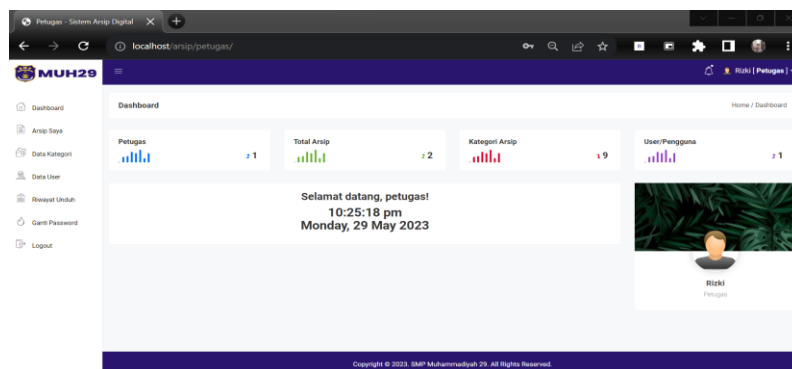 Petugas - Sistem Arsip Digital
localhost/arsip/petugas/
MUH29
Rizki [ Petugas ]
Dashboard
Arsip Saya
Data Kategori
Data User
Riwayat Unduh
Ganti Password
Logout
Dashboard
Home / Dashboard
Petugas
1
Total Arsip
2
Kategori Arsip
9
User/Pengguna
1
Selamat datang, petugas!
10:25:18 pm
Monday, 29 May 2023
Rizki
Petugas
Copyright © 2023. SMP Muhammadiyah 29. All Rights Reserved.